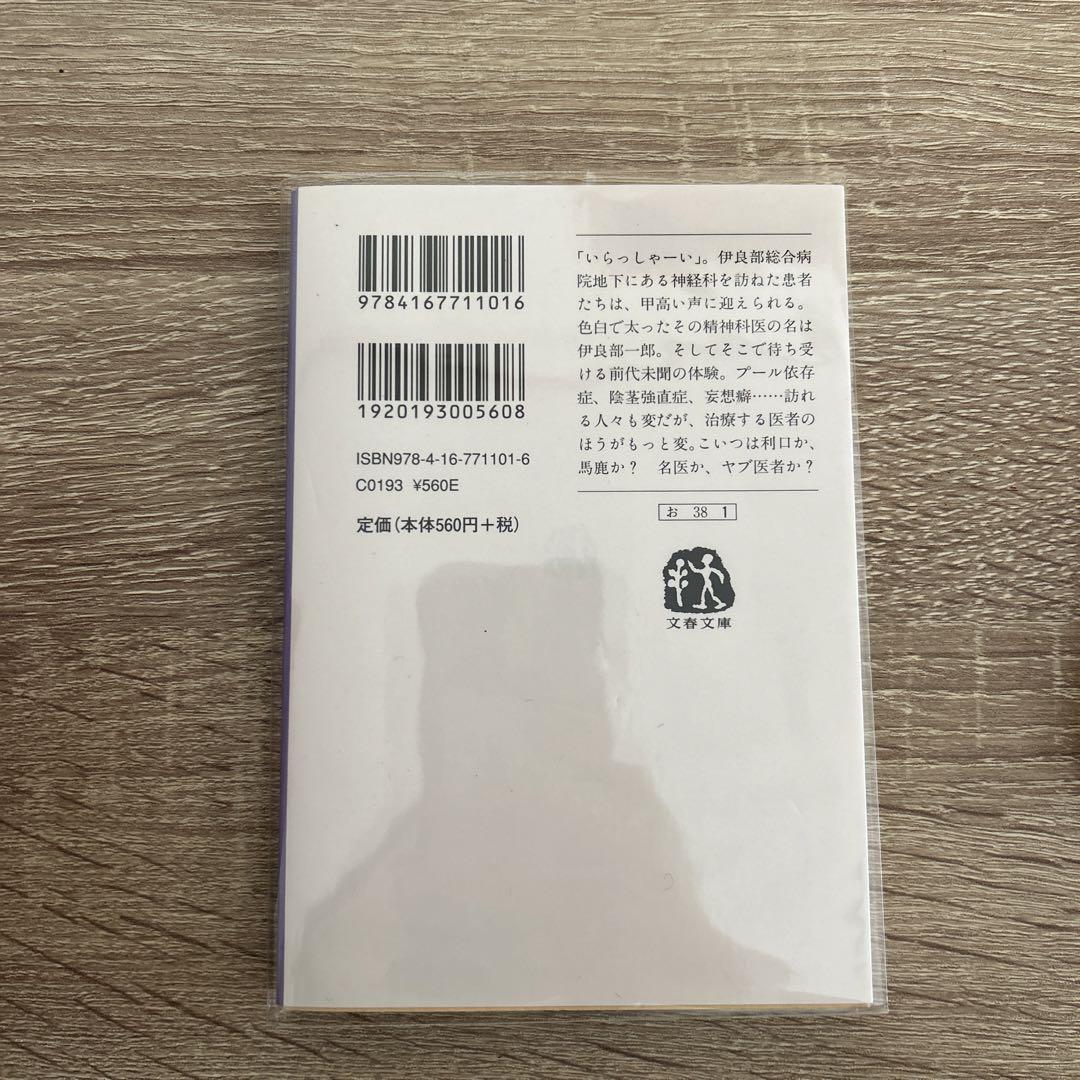 9784167711016
1920193005608
ISBN978-4-16-771101-6
C0193 ¥560E
定価(本体560円+税)
「いらっしゃーい」。伊良部総合病
院地下にある神経科を訪ねた患者
たちは、甲高い声に迎えられる。
色白で太ったその精神科医の名は
伊良部一郎。そしてそこで待ち受
ける前代未聞の体験。プール依存
症、陰茎強直症、妄想癖……訪れ
る人々も変だが、治療する医者の
ほうがもっと変。こいつは利口か、
馬鹿か？　名医か、ヤブ医者か？
お 38 1
文春文庫